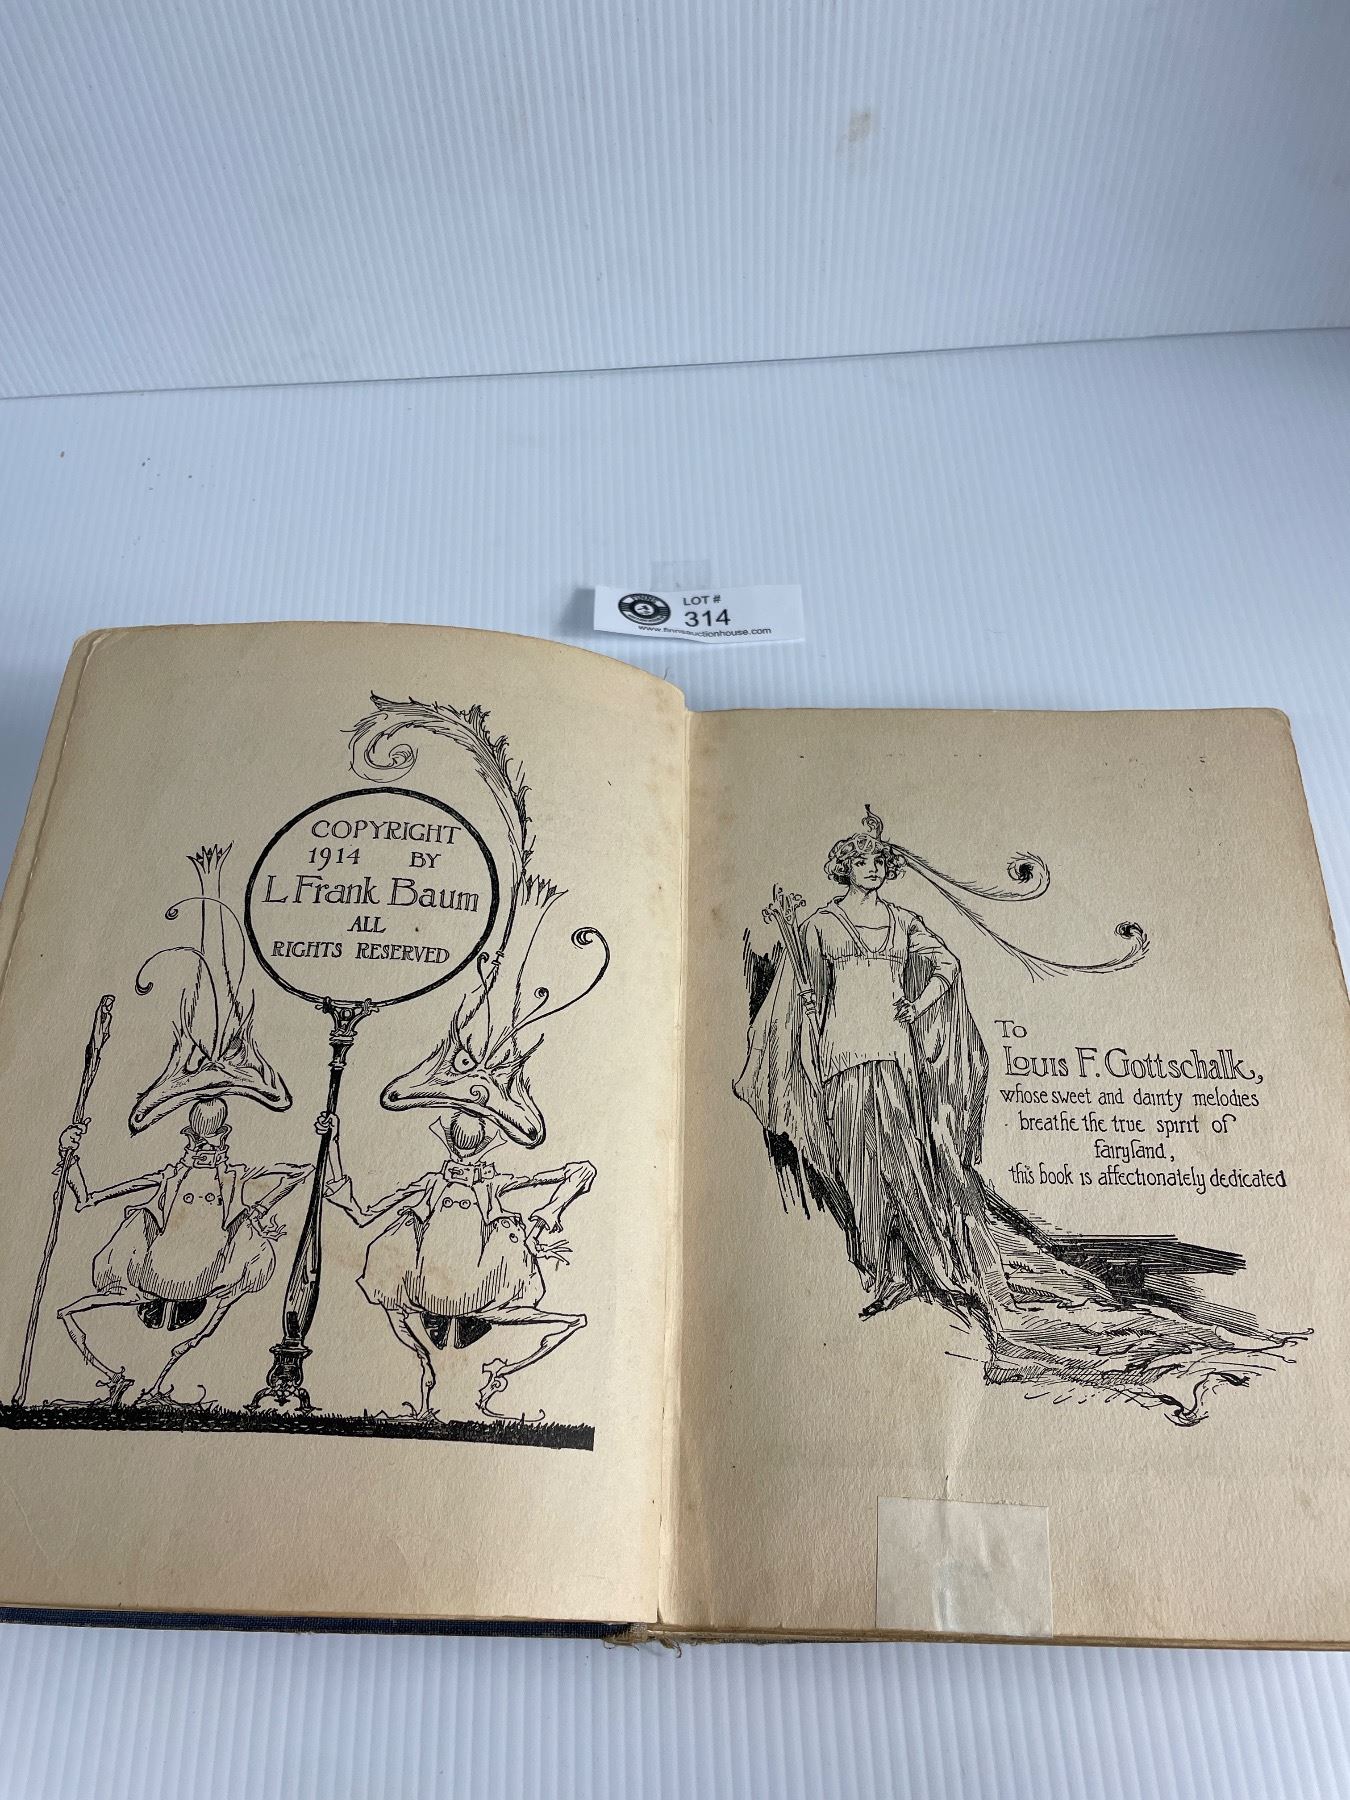 LOT #
314
www.finnsauctionhouse.com
COPYRIGHT
1914 BY
L Frank Baum
ALL
RIGHTS RESERVED
To
Louis F. Gottschalk,
whose sweet and dainty melodies
breathe the true spirit of
fairyland,
this book is affectionately dedicated